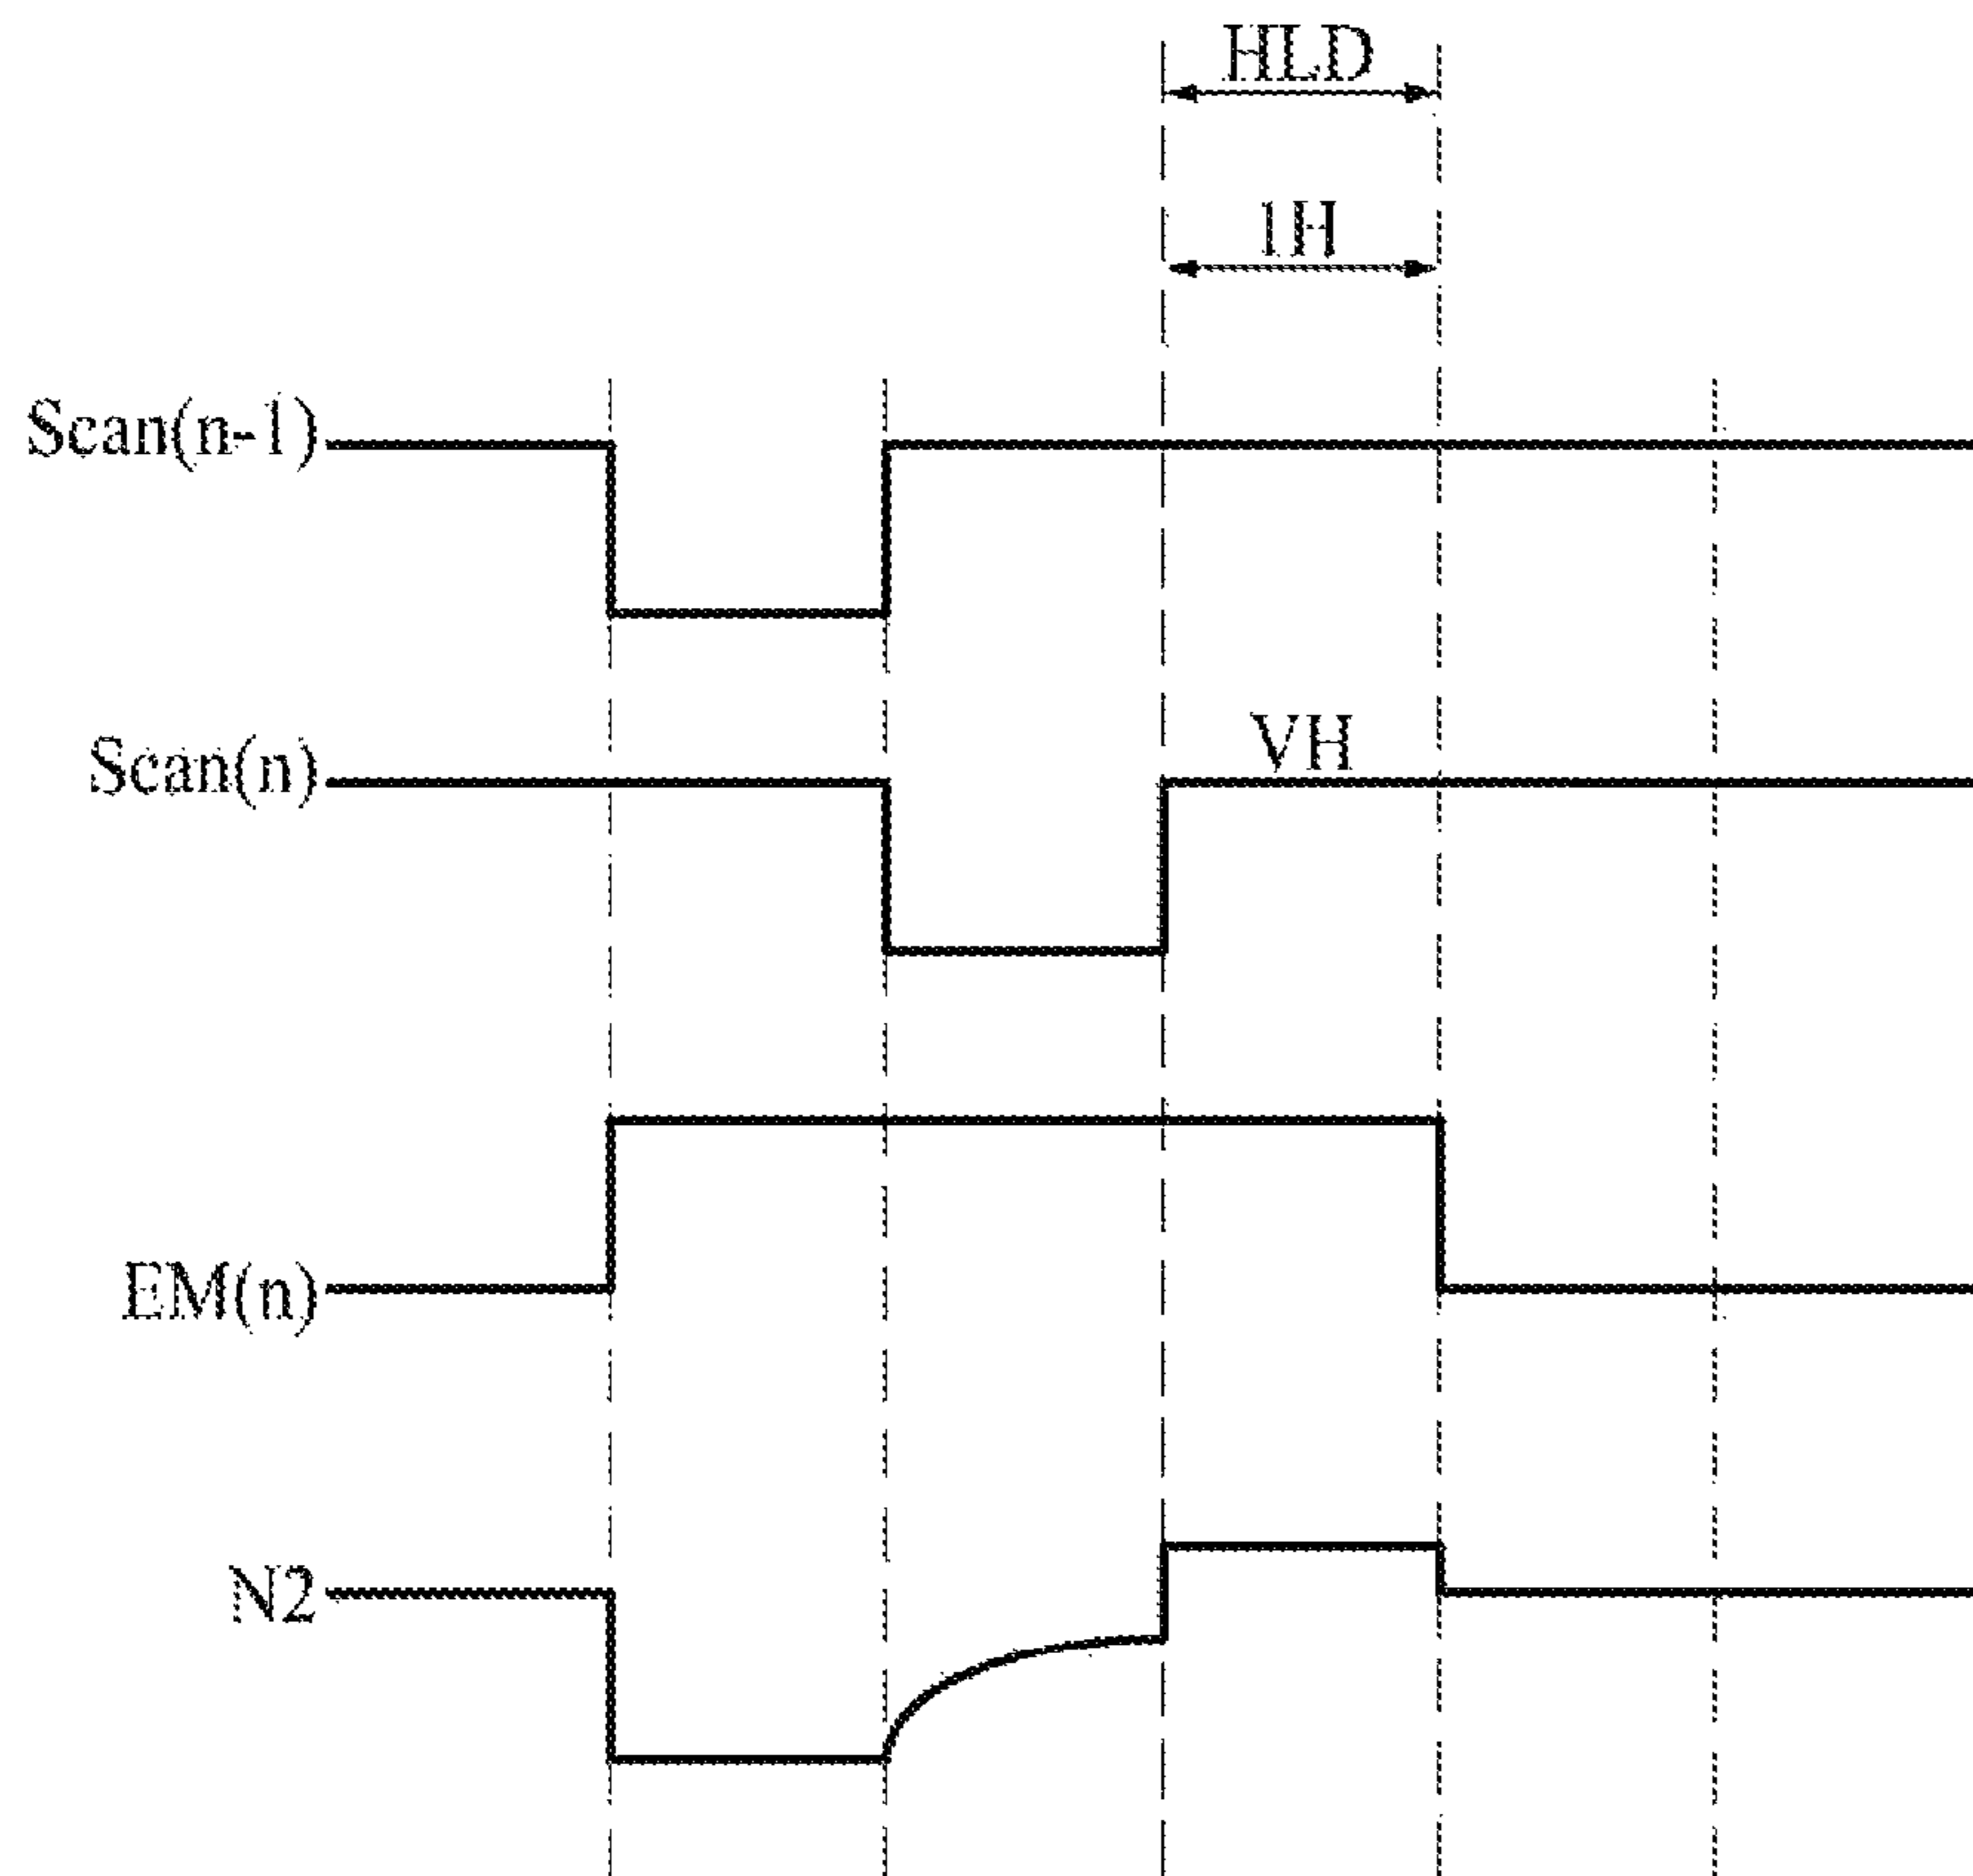 HLD
1H
Scan(n-1)
Scan(n)
VH
EM(n)
N2